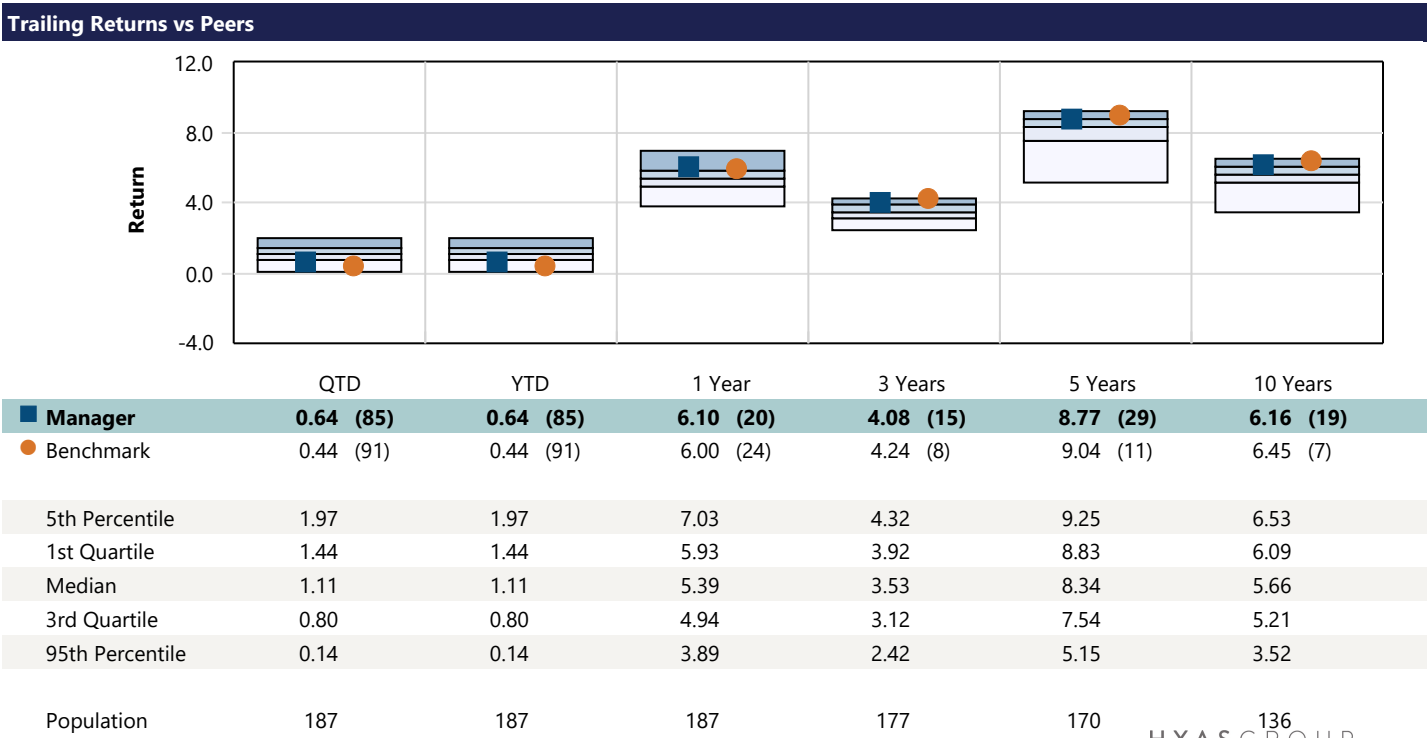 Trailing Returns vs Peers
12.0
8.0
4.0
0.0
-4.0
Return
QTD YTD 1 Year 3 Years 5 Years 10 Years
Manager 0.64 (85) 0.64 (85) 6.10 (20) 4.08 (15) 8.77 (29) 6.16 (19)
Benchmark 0.44 (91) 0.44 (91) 6.00 (24) 4.24 (8) 9.04 (11) 6.45 (7)
5th Percentile 1.97 1.97 7.03 4.32 9.25 6.53
1st Quartile 1.44 1.44 5.93 3.92 8.83 6.09
Median 1.11 1.11 5.39 3.53 8.34 5.66
3rd Quartile 0.80 0.80 4.94 3.12 7.54 5.21
95th Percentile 0.14 0.14 3.89 2.42 5.15 3.52
Population 187 187 187 177 170 136
HYAS GROUP